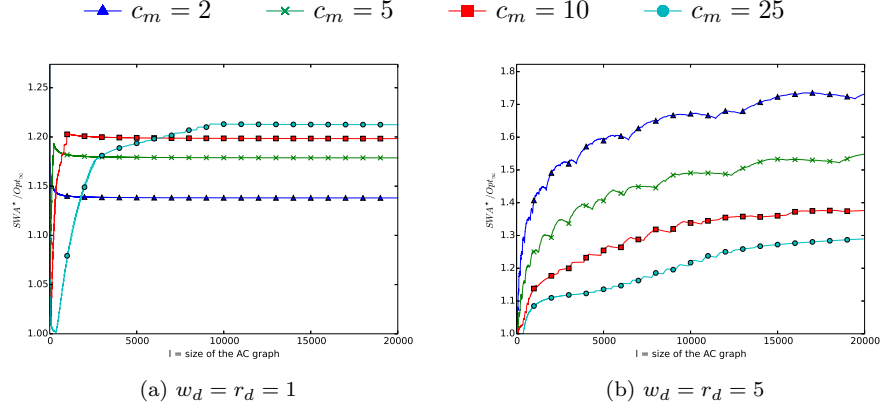 c_m = 2 c_m = 5 c_m = 10 c_m = 25
SWA*/Opt_∞
1.25
1.20
1.15
1.10
1.05
1.00
0 5000 10000 15000 20000
l = size of the AC graph
(a) w_d = r_d = 1
SWA*/Opt_∞
1.8
1.7
1.6
1.5
1.4
1.3
1.2
1.1
1.0
0 5000 10000 15000 20000
l = size of the AC graph
(b) w_d = r_d = 5